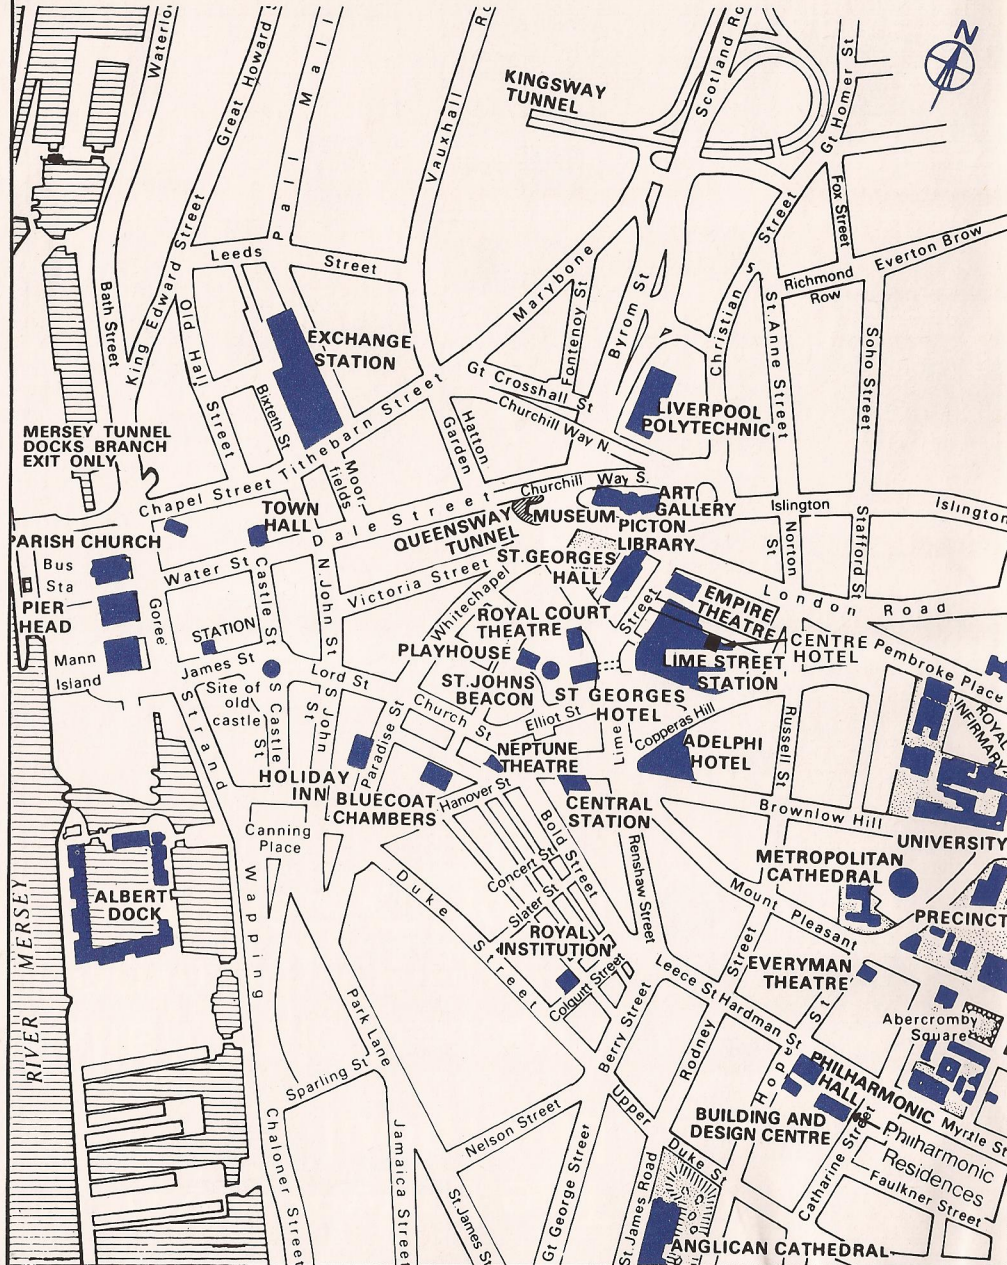 Waterloo
Great Howard
Pall Mall
Vauxhall
Scotland Ro
Gt Homer St
N
KINGSWAY
TUNNEL
Fox Street
Everton Brow
Richmond
Row
Leeds Street
King Edward Street
Bath Street
Old Hall Street
Bixteth St
EXCHANGE
STATION
Marybone
Fontenoy St
Byrom St
Christian Street
St. Anne Street
Soho Street
Gt Crosshall St
Churchill Way N
LIVERPOOL
POLYTECHNIC
MERSEY TUNNEL
DOCKS BRANCH
EXIT ONLY
Chapel Street
Tithebarn Street
Hatton
Garden
Moor-
fields
TOWN
HALL
Dale Street
QUEENSWAY
TUNNEL
Churchill Way S.
MUSEUM
ART
GALLERY
PICTON
LIBRARY
Islington
Islington
Norton
St
Stafford St
PARISH CHURCH
Bus
Sta
PIER
HEAD
Water St
Castle St
N. John St
Victoria Street
Whitechapel
ST. GEORGES
HALL
EMPIRE
THEATRE
London Road
ROYAL COURT
THEATRE
PLAYHOUSE
ST. JOHNS
BEACON
ST GEORGES
HOTEL
Lime Street
LIME STREET
STATION
CENTRE
HOTEL
Pembroke Place
ROYAL
INFIRMARY
Goree
Mann
Island
STATION
James St
Site of
old
castle
S Castle St
Lord St
S John St
Paradise St
Church St
Elliot St
Copperas Hill
ADELPHI
HOTEL
Russell St
Strand
NEPTUNE
THEATRE
HOLIDAY
INN
BLUECOAT
CHAMBERS
Hanover St
CENTRAL
STATION
Brownlow Hill
UNIVERSITY
Canning
Place
Bold Street
Renshaw Street
METROPOLITAN
CATHEDRAL
PRECINCT
ALBERT
DOCK
Wapping
Duke Street
Concert St
Slater St
ROYAL
INSTITUTION
Colquitt Street
Mount Pleasant
EVERYMAN
THEATRE
Leece St
Hardman St
Abercromby
Square
RIVER MERSEY
Park Lane
Berry Street
Rodney Street
Hope St
PHILHARMONIC
HALL
Myrtle St
Sparling St
Nelson Street
Upper Duke St
BUILDING AND
DESIGN CENTRE
Catharine Street
Philharmonic
Residences
Faulkner Street
Chaloner Street
Jamaica Street
St. James St
Gt George Street
St. James Road
ANGLICAN CATHEDRAL